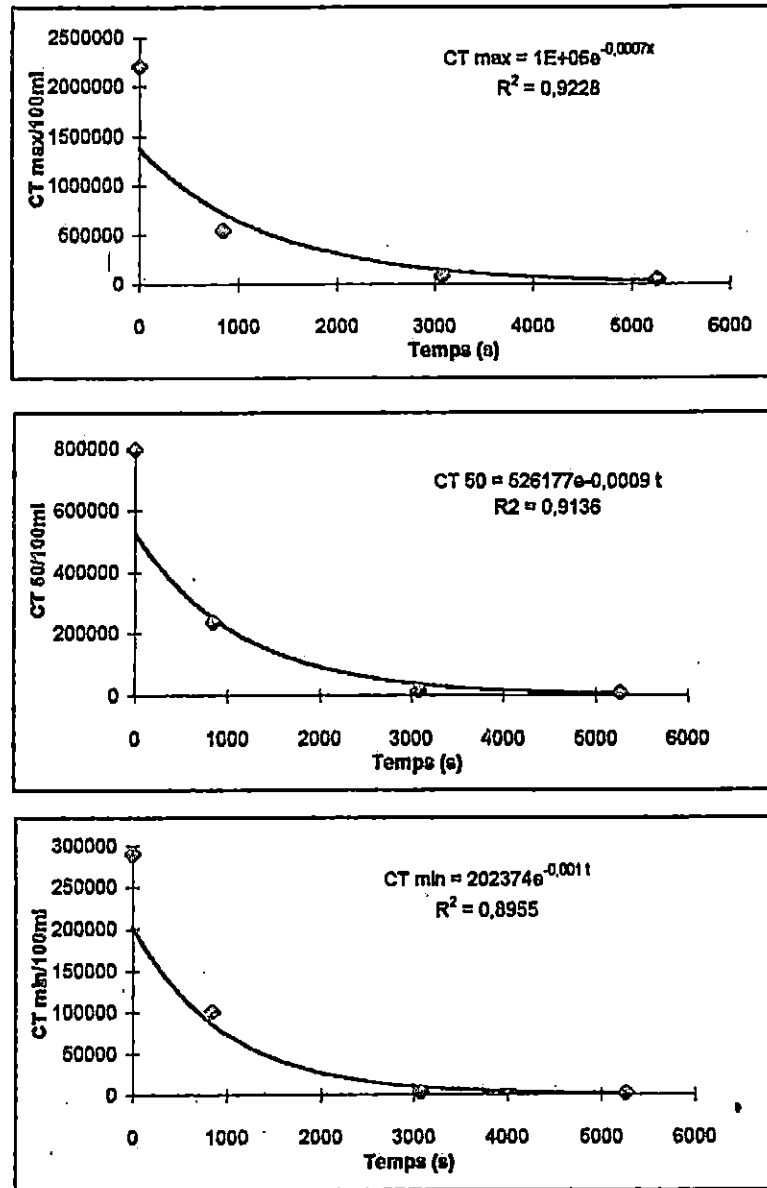 CT max/100ml
2500000
2000000
1500000
1000000
500000
0
CT max = 1E+06e^-0,0007x
R² = 0,9228
0 1000 2000 3000 4000 5000 6000
Temps (s)
CT 50/100ml
800000
600000
400000
200000
0
CT 50 = 526177e-0,0009 t
R2 = 0,9136
0 1000 2000 3000 4000 5000 6000
Temps (s)
CT min/100ml
300000
250000
200000
150000
100000
50000
0
CT min = 202374e^-0,001 t
R² = 0,8955
0 1000 2000 3000 4000 5000 6000
Temps (s)